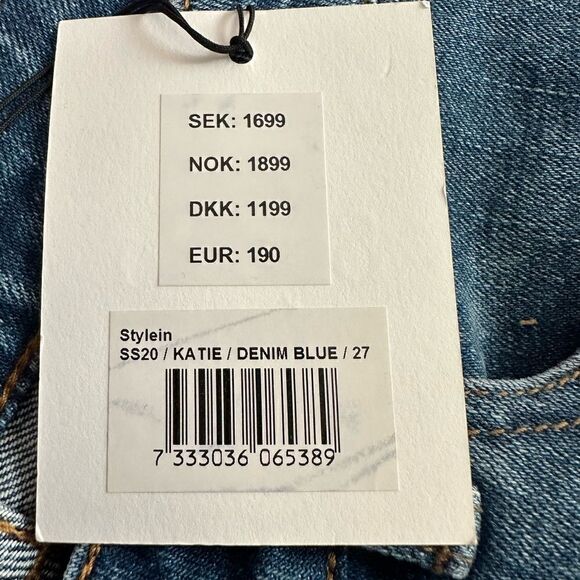 SEK: 1699
NOK: 1899
DKK: 1199
EUR: 190
Stylein
SS20 / KATIE / DENIM BLUE / 27
7 333036 065389